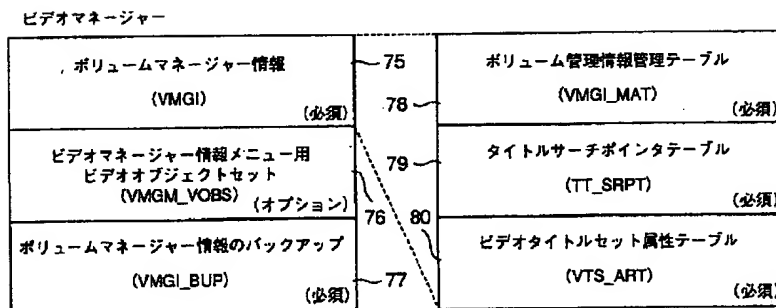 ビデオマネージャー
ボリュームマネージャー情報
(VMGI)
(必須)
75
ビデオマネージャー情報メニュー用
ビデオオブジェクトセット
(VMGM_VOBS)
(オプション)
76
ボリュームマネージャー情報のバックアップ
(VMGI_BUP)
(必須)
77
78
ボリューム管理情報管理テーブル
(VMGI_MAT)
(必須)
79
タイトルサーチポインタテーブル
(TT_SRPT)
(必須)
80
ビデオタイトルセット属性テーブル
(VTS_ART)
(必須)